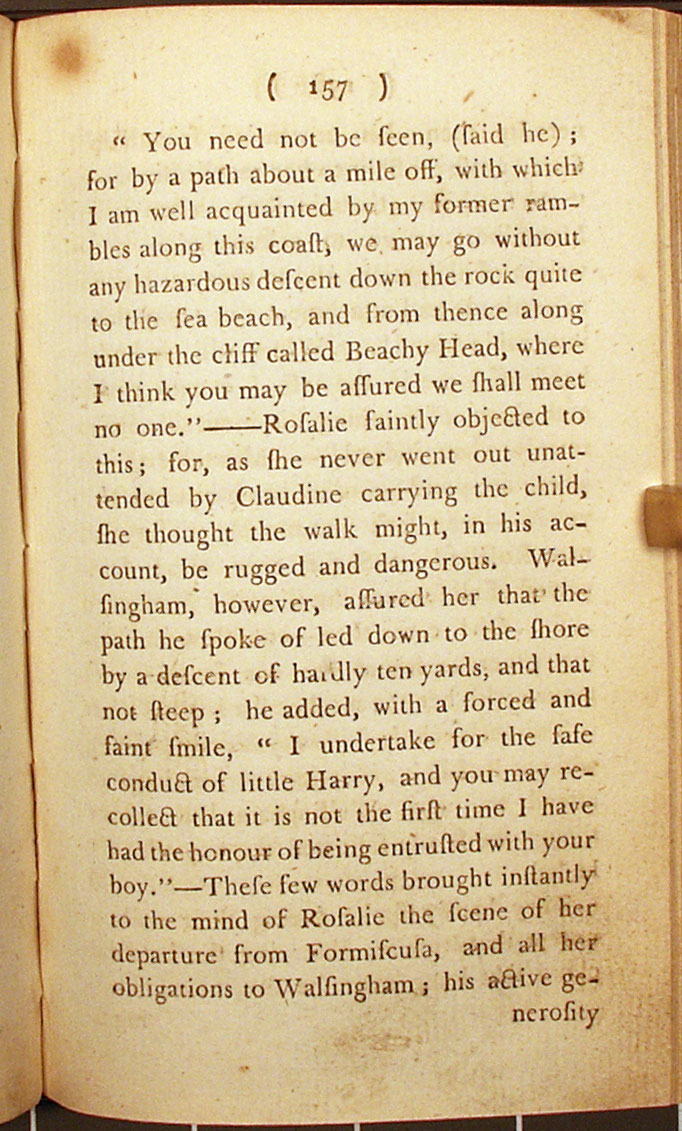 ( 157 )
“ You need not be ſeen, (ſaid he) ;
for by a path about a mile off, with which
I am well acquainted by my former ram-
bles along this coaſt, we may go without
any hazardous deſcent down the rock quite
to the ſea beach, and from thence along
under the cliff called Beachy Head, where
I think you may be aſſured we ſhall meet
no one.”——Roſalie faintly objected to
this ; for, as ſhe never went out unat-
tended by Claudine carrying the child,
ſhe thought the walk might, in his ac-
count, be rugged and dangerous. Wal-
ſingham, however, aſſured her that the
path he ſpoke of led down to the ſhore
by a deſcent of hardly ten yards, and that
not ſteep ; he added, with a forced and
faint ſmile, “ I undertake for the ſafe
conduct of little Harry, and you may re-
collect that it is not the firſt time I have
had the honour of being entruſted with your
boy.”—Theſe few words brought inſtantly
to the mind of Roſalie the ſcene of her
departure from Formiſcuſa, and all her
obligations to Walſingham ; his active ge-
neroſity